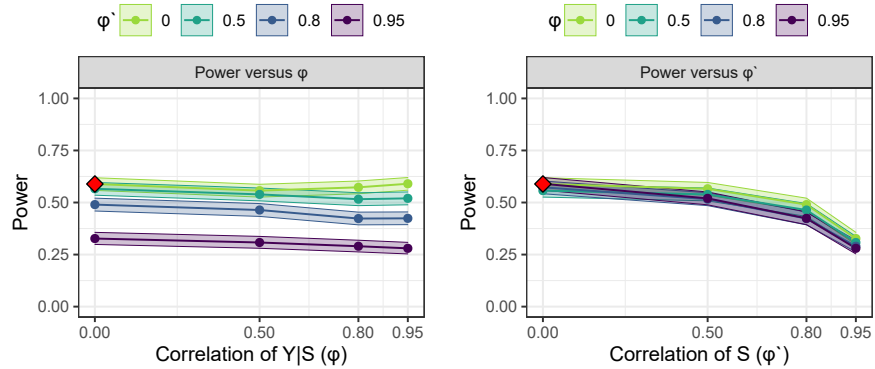 φ` 0 0.5 0.8 0.95
φ 0 0.5 0.8 0.95
Power versus φ
Power versus φ`
Power
1.00
0.75
0.50
0.25
0.00
0.00 0.50 0.80 0.95
Correlation of Y|S (φ)
Power
1.00
0.75
0.50
0.25
0.00
0.00 0.50 0.80 0.95
Correlation of S (φ`)